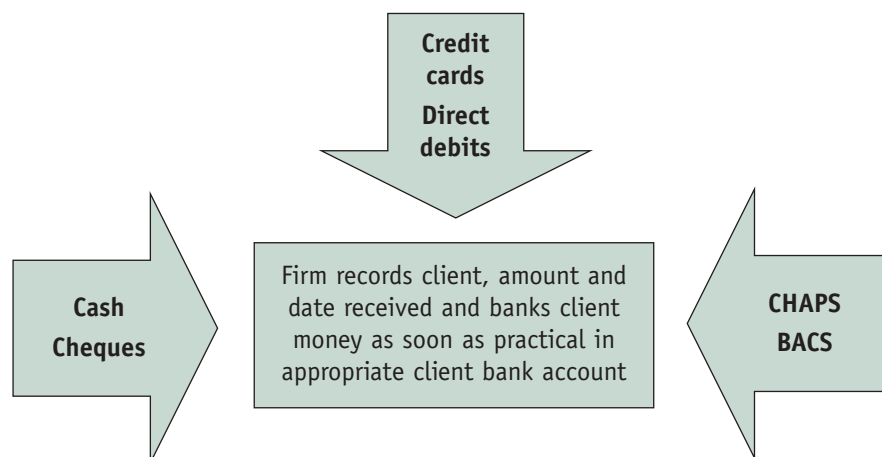 Credit
cards
Direct
debits
Cash
Cheques
Firm records client, amount and
date received and banks client
money as soon as practical in
appropriate client bank account
CHAPS
BACS